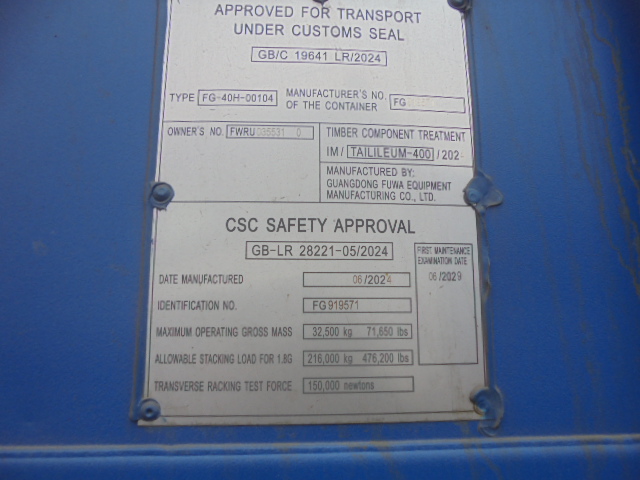 APPROVED FOR TRANSPORT
UNDER CUSTOMS SEAL
GB/C 19641 LR/2024
TYPE FG-40H-00104 MANUFACTURER'S NO. OF THE CONTAINER FG
OWNER'S NO. FWRU 035531 0
TIMBER COMPONENT TREATMENT
IM / TAILILEUM-400 / 202
MANUFACTURED BY:
GUANGDONG FUWA EQUIPMENT
MANUFACTURING CO., LTD.
CSC SAFETY APPROVAL
GB-LR 28221-05/2024
FIRST MAINTENANCE
EXAMINATION DATE
06/2029
DATE MANUFACTURED 06/2024
IDENTIFICATION NO. FG919571
MAXIMUM OPERATING GROSS MASS 32,500 kg 71,650 lbs
ALLOWABLE STACKING LOAD FOR 1.8G 216,000 kg 476,200 lbs
TRANSVERSE RACKING TEST FORCE 150,000 newtons